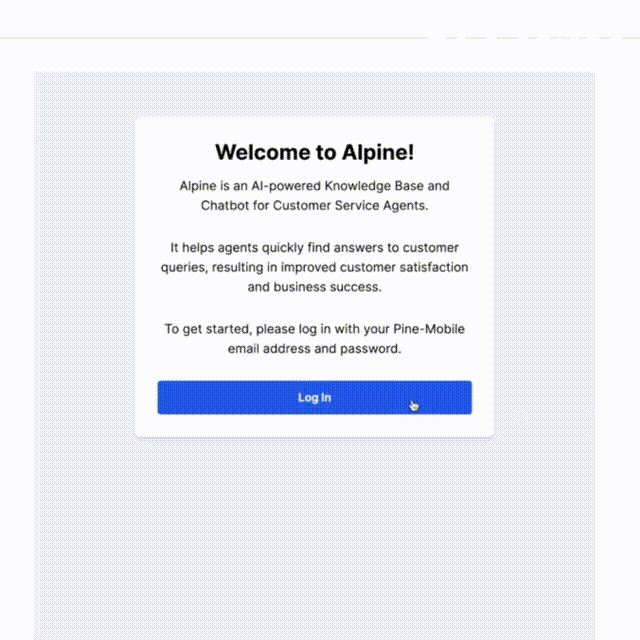 Welcome to Alpine!
Alpine is an AI-powered Knowledge Base and
Chatbot for Customer Service Agents.
It helps agents quickly find answers to customer
queries, resulting in improved customer satisfaction
and business success.
To get started, please log in with your Pine-Mobile
email address and password.
Log In